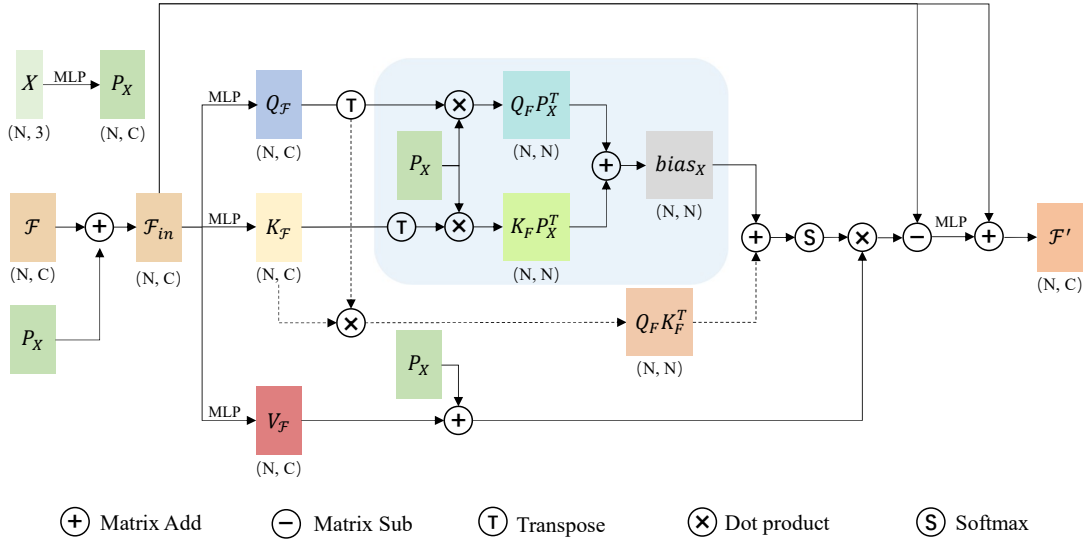 X
MLP
P_X
(N, 3)
(N, C)
MLP
Q_ℱ
T
Q_F P_X^T
(N, C)
(N, N)
P_X
bias_X
(N, N)
ℱ
ℱ_in
MLP
K_ℱ
T
K_F P_X^T
S
MLP
ℱ′
(N, C)
(N, C)
(N, C)
(N, N)
(N, C)
P_X
Q_F K_F^T
(N, N)
P_X
MLP
V_ℱ
(N, C)
Matrix Add
Matrix Sub
T
Transpose
Dot product
S
Softmax